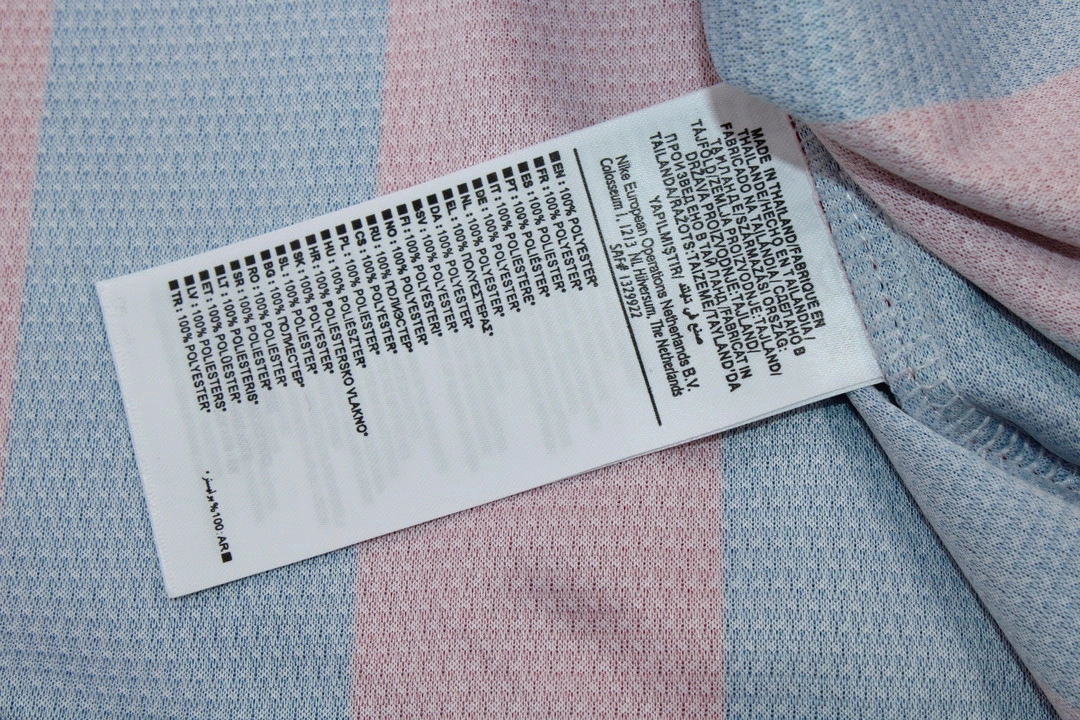 MADE IN THAILAND/FABRIQUÉ EN
THAILANDE/HECHO EN TAILANDIA/
FABRICADO NA TAILÂNDIA/СДЕЛАНО В
ТАИЛАНДЕ/SZÁRMAZÁSI ORSZÁG:
TAJFÖLD/ZEMLJA PROIZVODNJE:TAJLAND/
DRŽAVA PROIZVODNJE:TAJLAND/
ПРОИЗВЕДЕНО В ТАЙЛАНД/FABRICAT IN
TAILANDA/RAŽOTS:TAIZEMĒ/TAYLAND'DA
YAPILMIŞTIR/ صنع في تايلاند
Nike European Operations Netherlands B.V.
Colosseum 1, 1213 NL Hilversum, The Netherlands
SAF# 1329922
■ EN : 100% POLYESTER*
■ FR : 100% POLYESTER*
■ ES : 100% POLIÉSTER*
■ PT : 100% POLIÉSTER*
■ IT : 100% POLIESTERE*
■ DE : 100% POLYESTER*
■ NL : 100% POLYESTER*
■ EL : 100% ΠΟΛΥΕΣΤΕΡΑΣ*
■ DA : 100% POLYESTER*
■ SV : 100% POLYESTER*
■ FI : 100% POLYESTERI*
■ NO : 100% POLYESTER*
■ RU : 100% ПОЛИЭСТЕР*
■ CS : 100% POLYESTER*
■ PL : 100% POLIESTER*
■ HU : 100% POLIÉSZTER*
■ HR : 100% POLIESTERSKO VLAKNO*
■ SK : 100% POLYESTER*
■ SL : 100% POLIESTER*
■ BG : 100% ПОЛИЕСТЕР*
■ RO : 100% POLIESTER*
■ SR : 100% POLIESTER*
■ LT : 100% POLIESTERIS*
■ ET : 100% POLÜESTER*
■ LV : 100% POLIESTERS*
■ TR : 100% POLYESTER*
■ AR : 100% بوليستر*